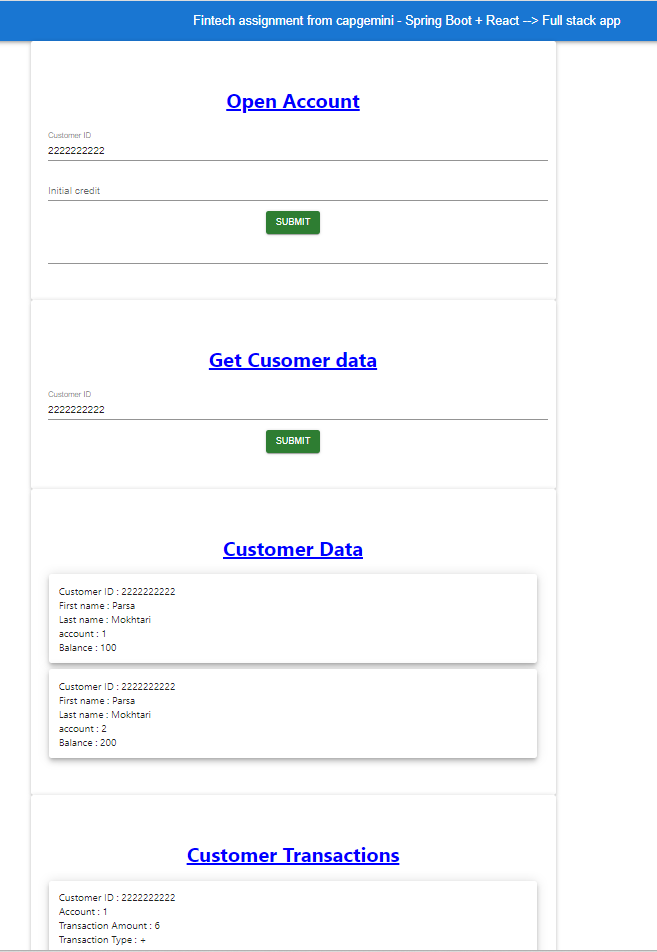 Fintech assignment from capgemini - Spring Boot + React --> Full stack app
Open Account
Customer ID
2222222222
Initial credit
SUBMIT
Get Cusomer data
Customer ID
2222222222
SUBMIT
Customer Data
Customer ID : 2222222222
First name : Parsa
Last name : Mokhtari
account : 1
Balance : 100
Customer ID : 2222222222
First name : Parsa
Last name : Mokhtari
account : 2
Balance : 200
Customer Transactions
Customer ID : 2222222222
Account : 1
Transaction Amount : 6
Transaction Type : +